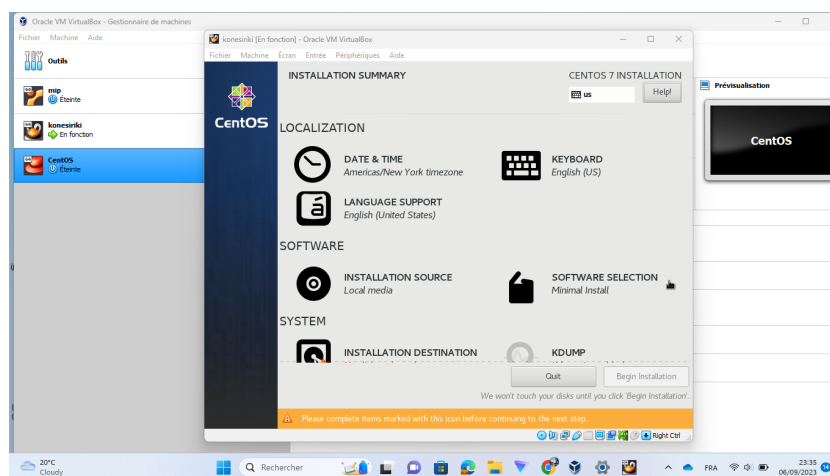 Oracle VM VirtualBox - Gestionnaire de machines
Fichier Machine Aide
Outils
mip
Éteinte
konesiriki
En fonction
CentOS
Éteinte
konesiriki [En fonction] - Oracle VM VirtualBox
Fichier Machine Écran Entrée Périphériques Aide
CentOS
INSTALLATION SUMMARY
CENTOS 7 INSTALLATION
us
Help!
LOCALIZATION
DATE & TIME
Americas/New York timezone
KEYBOARD
English (US)
LANGUAGE SUPPORT
English (United States)
SOFTWARE
INSTALLATION SOURCE
Local media
SOFTWARE SELECTION
Minimal Install
SYSTEM
INSTALLATION DESTINATION
KDUMP
Quit
Begin Installation
We won't touch your disks until you click 'Begin Installation'.
Please complete items marked with this icon before continuing to the next step.
Right Ctrl
Prévisualisation
CentOS
20°C
Cloudy
Rechercher
FRA
23:35
06/09/2023